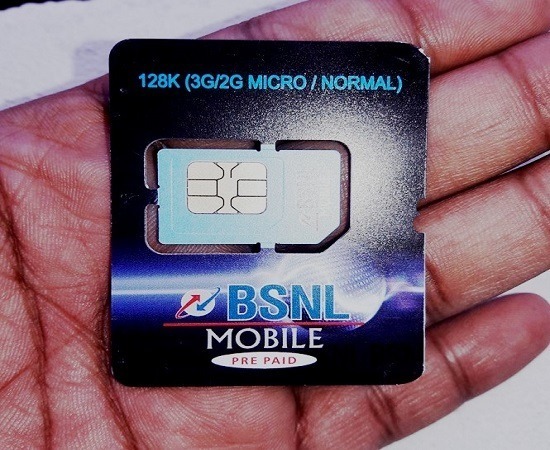 128K (3G/2G MICRO / NORMAL)
BSNL
MOBILE
PRE PAID